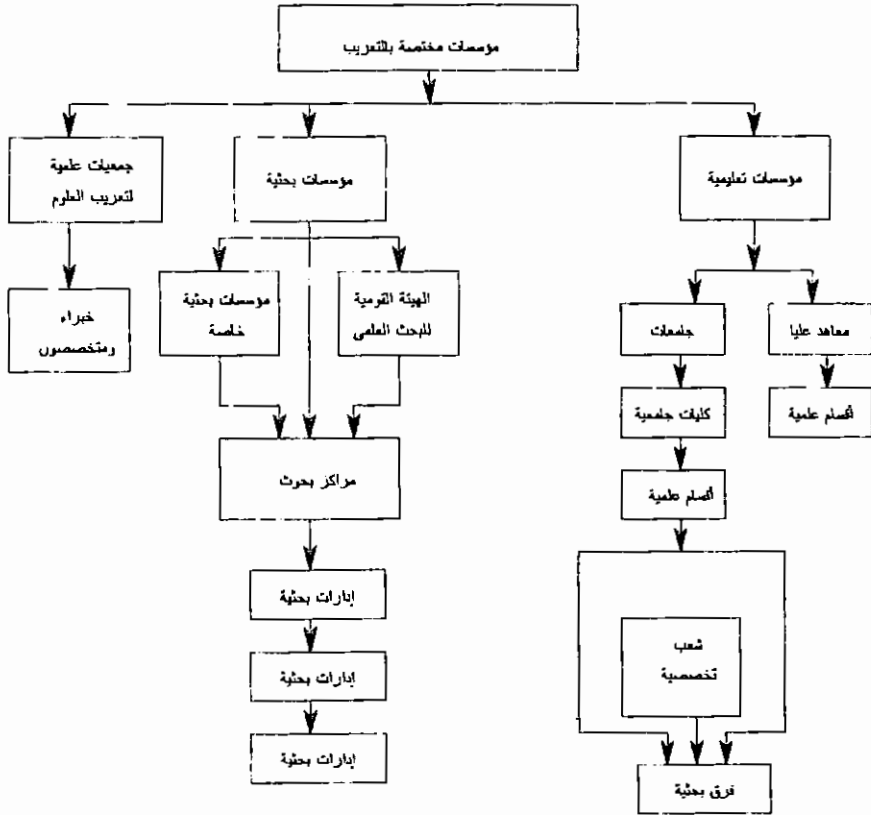 مؤسسات مختصة بالتعريب
مؤسسات تعليمية
مؤسسات بحثية
جمعيات علمية
لتعريب العلوم
معاهد عليا
جامعات
الهيئة القومية
للبحث العلمى
مؤسسات بحثية
خاصة
خبراء
ومتخصصون
أقسام علمية
كليات جامعية
مراكز بحوث
أقسام علمية
إدارات بحثية
شعب
تخصصية
إدارات بحثية
إدارات بحثية
فرق بحثية